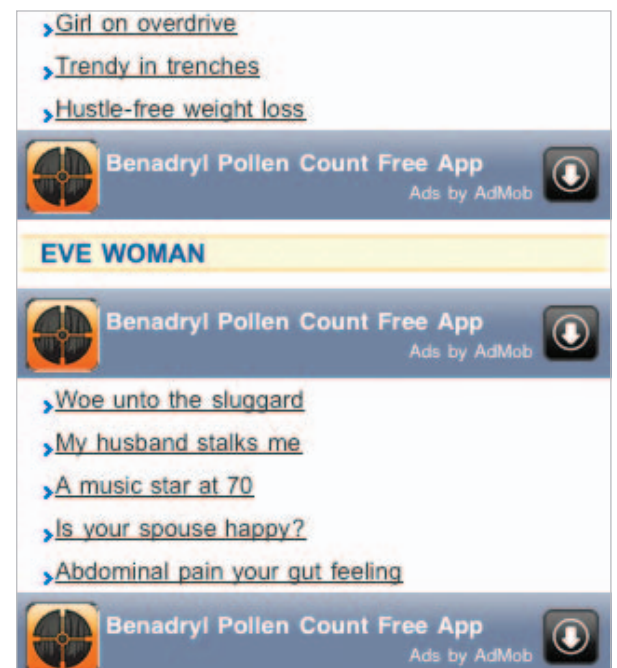 Girl on overdrive
Trendy in trenches
Hustle-free weight loss
Benadryl Pollen Count Free App
Ads by AdMob
EVE WOMAN
Benadryl Pollen Count Free App
Ads by AdMob
Woe unto the sluggard
My husband stalks me
A music star at 70
Is your spouse happy?
Abdominal pain your gut feeling
Benadryl Pollen Count Free App
Ads by AdMob